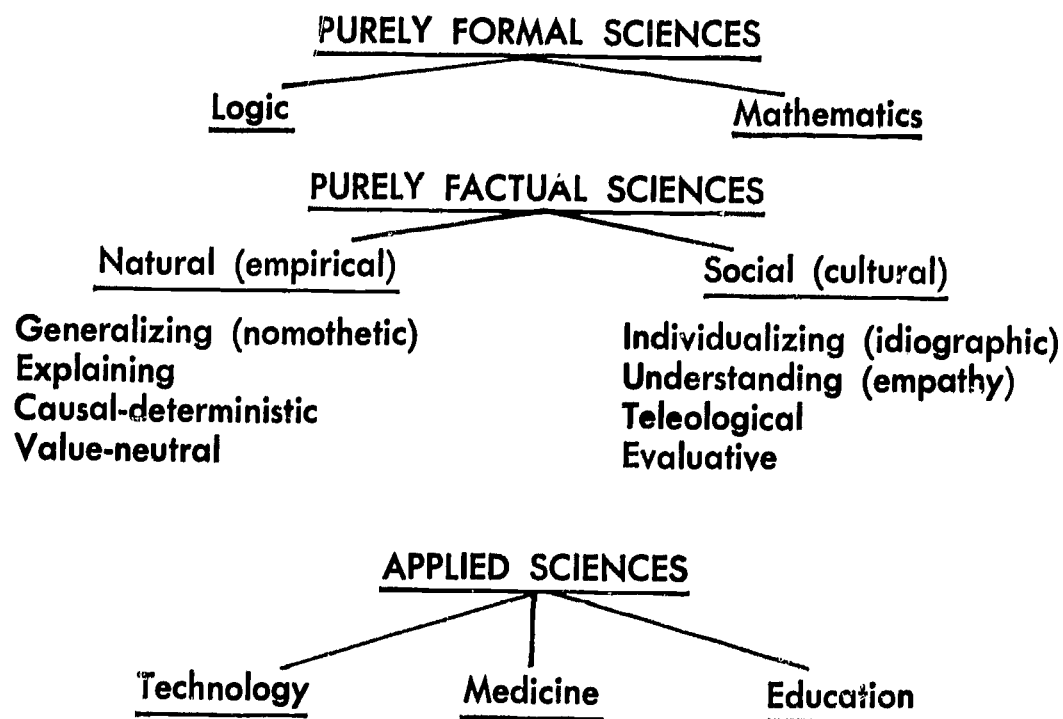 PURELY FORMAL SCIENCES
Logic Mathematics
PURELY FACTUAL SCIENCES
Natural (empirical) Social (cultural)
Generalizing (nomothetic)
Explaining
Causal-deterministic
Value-neutral
Individualizing (idiographic)
Understanding (empathy)
Teleological
Evaluative
APPLIED SCIENCES
Technology Medicine Education